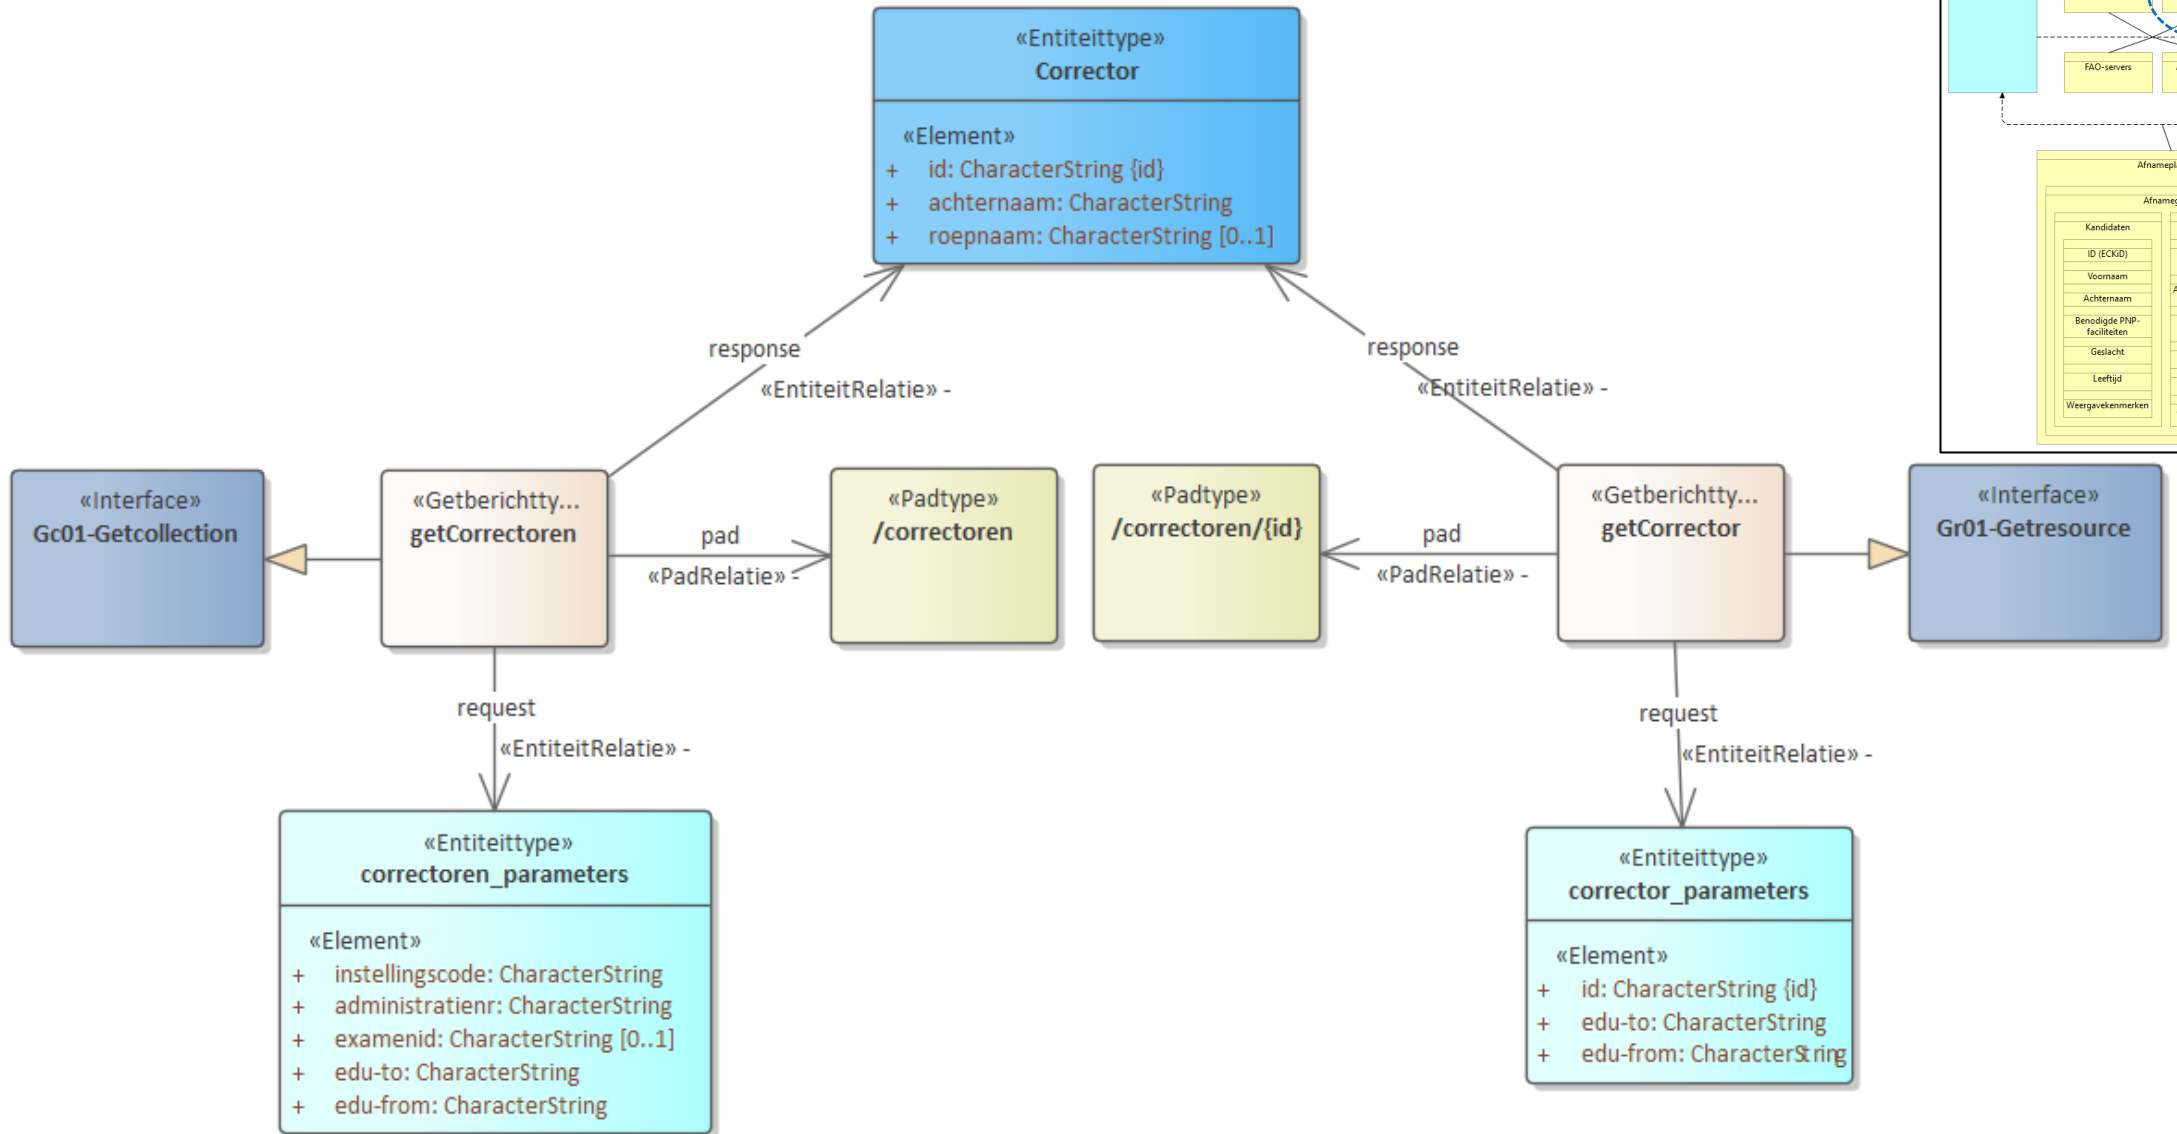 «Entiteittype»
Corrector
«Element»
+ id: CharacterString {id}
+ achternaam: CharacterString
+ roepnaam: CharacterString [0..1]
FAO-servers
Kandidaten
ID (ECKiD)
Voornaam
Achternaam
Benodigde PNP-
faciliteiten
Geslacht
Leeftijd
Weergavekenmerken
response
«EntiteitRelatie» -
response
«EntiteitRelatie» -
«Interface»
Gc01-Getcollection
«Getberichtty...
getCorrectoren
pad
«PadRelatie» -
«Padtype»
/correctoren
«Padtype»
/correctoren/{id}
pad
«PadRelatie» -
«Getberichtty...
getCorrector
«Interface»
Gr01-Getresource
request
«EntiteitRelatie» -
request
«EntiteitRelatie» -
«Entiteittype»
correctoren_parameters
«Element»
+ instellingscode: CharacterString
+ administratienr: CharacterString
+ examenid: CharacterString [0..1]
+ edu-to: CharacterString
+ edu-from: CharacterString
«Entiteittype»
corrector_parameters
«Element»
+ id: CharacterString {id}
+ edu-to: CharacterString
+ edu-from: CharacterString